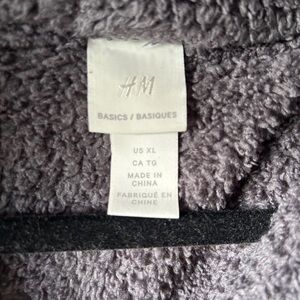 H&M
BASICS / BASIQUES
US XL
CA TG
MADE IN
CHINA
FABRIQUÉ EN
CHINE